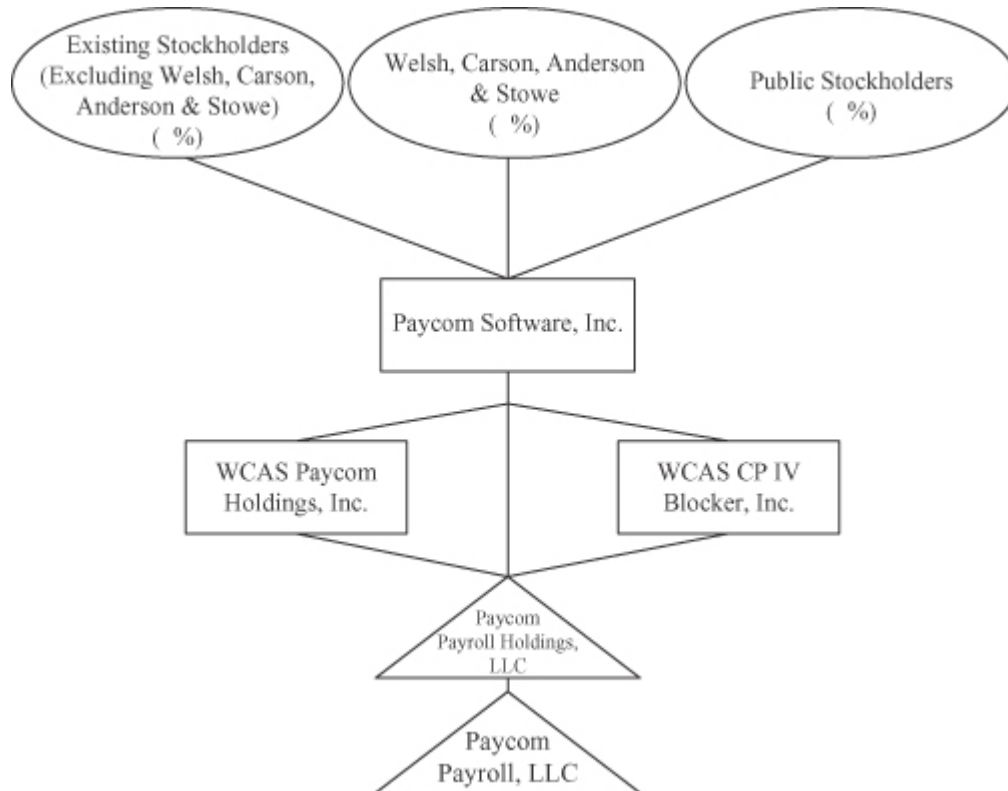 Existing Stockholders
(Excluding Welsh, Carson,
Anderson & Stowe)
( %)
Welsh, Carson, Anderson
& Stowe
( %)
Public Stockholders
( %)
Paycom Software, Inc.
WCAS Paycom
Holdings, Inc.
WCAS CP IV
Blocker, Inc.
Paycom
Payroll Holdings,
LLC
Paycom
Payroll, LLC